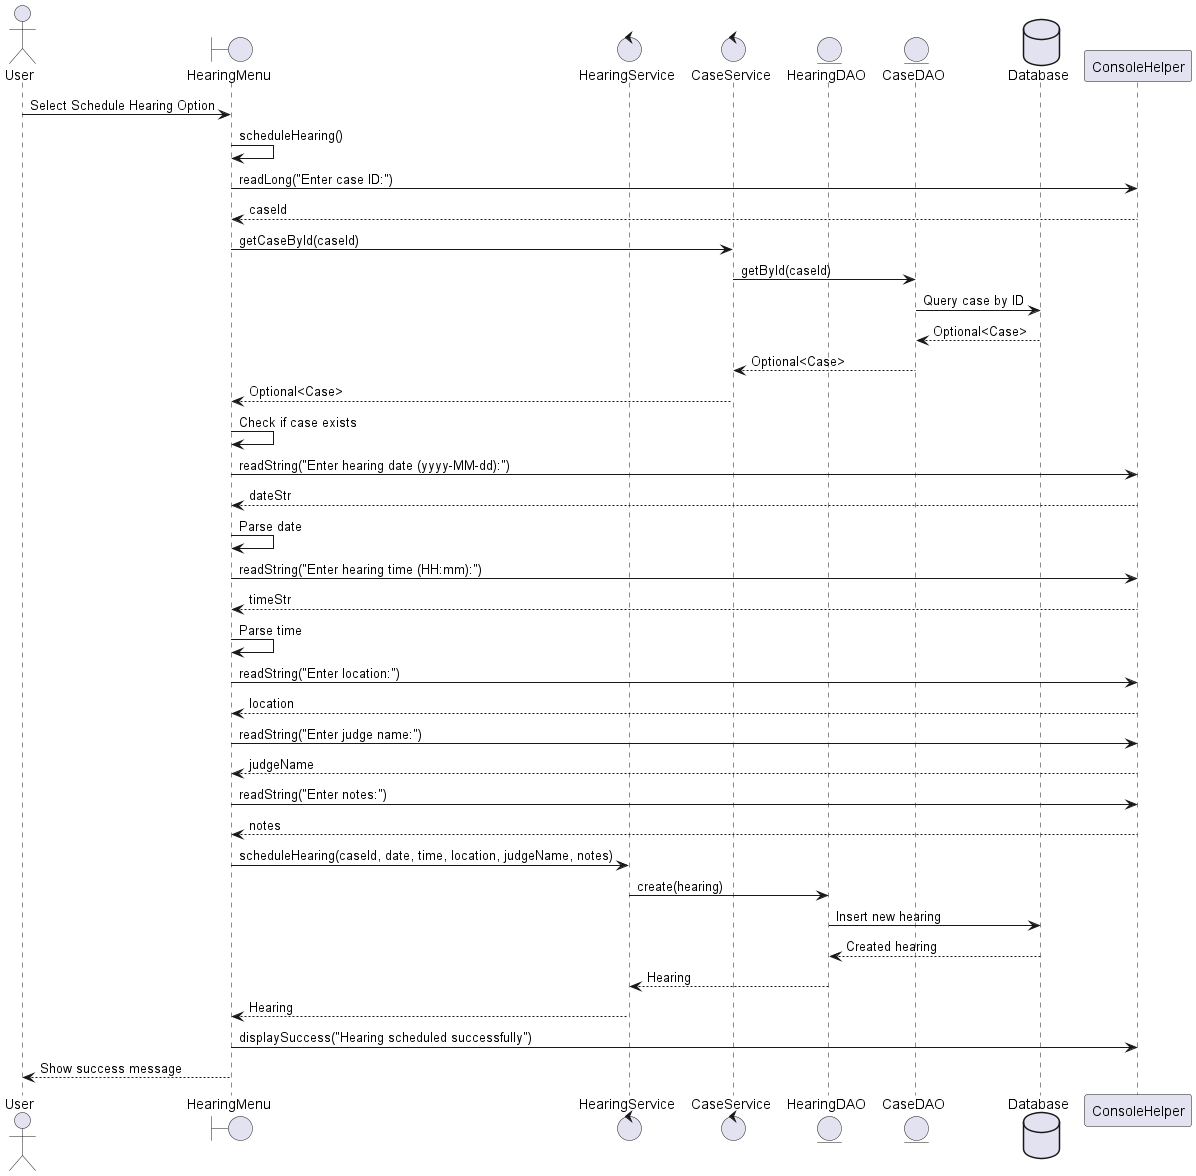 User
HearingMenu
HearingService
CaseService
HearingDAO
CaseDAO
Database
ConsoleHelper
Select Schedule Hearing Option
scheduleHearing()
readLong("Enter case ID:")
caseId
getCaseById(caseId)
getById(caseId)
Query case by ID
Optional<Case>
Optional<Case>
Optional<Case>
Check if case exists
readString("Enter hearing date (yyyy-MM-dd):")
dateStr
Parse date
readString("Enter hearing time (HH:mm):")
timeStr
Parse time
readString("Enter location:")
location
readString("Enter judge name:")
judgeName
readString("Enter notes:")
notes
scheduleHearing(caseId, date, time, location, judgeName, notes)
create(hearing)
Insert new hearing
Created hearing
Hearing
Hearing
displaySuccess("Hearing scheduled successfully")
Show success message
User
HearingMenu
HearingService
CaseService
HearingDAO
CaseDAO
Database
ConsoleHelper